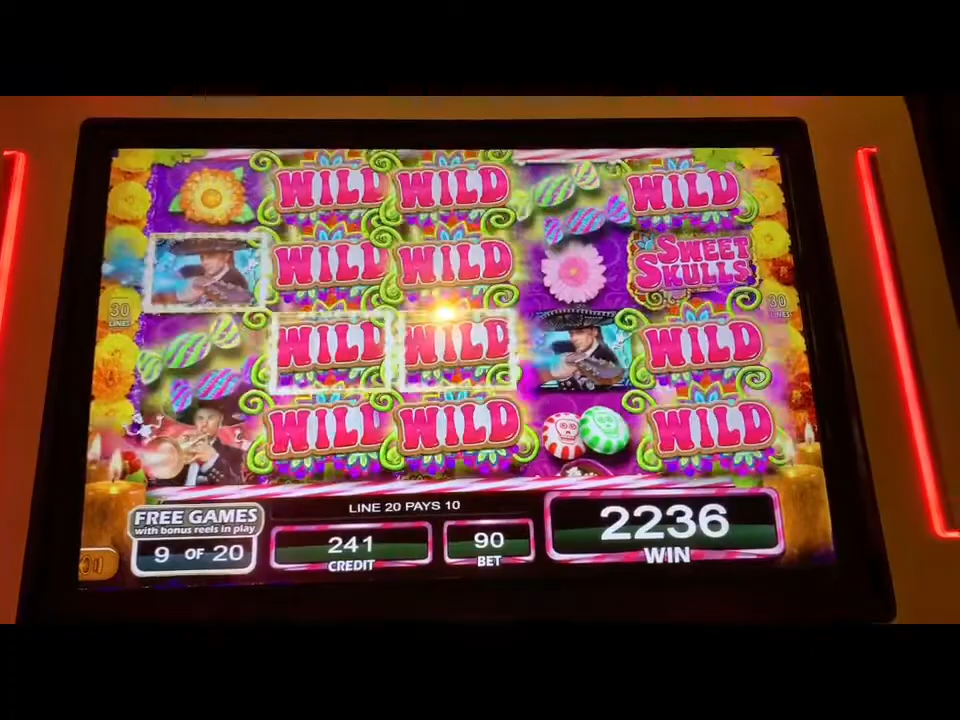 WILD WILD WILD
WILD WILD SWEET
SKULLS
30
LINES
30
LINES
WILD WILD WILD
WILD WILD WILD
FREE GAMES
with bonus reels in play
9 OF 20
LINE 20 PAYS 10
241
CREDIT
90
BET
2236
WIN